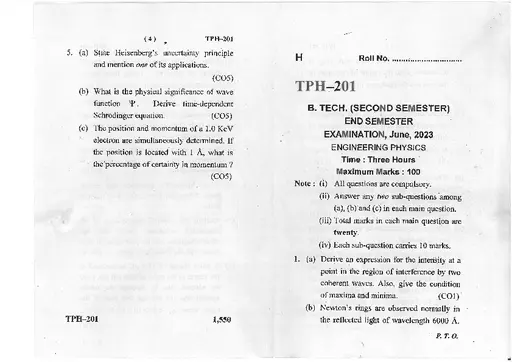 ( 4 ) TPH–201
5. (a) State Heisenberg's uncertainty principle
and mention one of its applications.
(CO5)
(b) What is the physical significance of wave
function Ψ. Derive time-dependent
Schrodinger equation. (CO5)
(c) The position and momentum of a 1.0 KeV
electron are simultaneously determined. If
the position is located with 1 Å, what is
the percentage of certainty in momentum ?
(CO5)
TPH–201 1,550
H Roll No. ..............................
TPH–201
B. TECH. (SECOND SEMESTER)
END SEMESTER
EXAMINATION, June, 2023
ENGINEERING PHYSICS
Time : Three Hours
Maximum Marks : 100
Note : (i) All questions are compulsory.
(ii) Answer any two sub-questions among
(a), (b) and (c) in each main question.
(iii) Total marks in each main question are
twenty.
(iv) Each sub-question carries 10 marks.
1. (a) Derive an expression for the intensity at a
point in the region of interference by two
coherent waves. Also, give the condition
of maxima and minima. (CO1)
(b) Newton's rings are observed normally in
the reflected light of wavelength 6000 Å.
P. T. O.